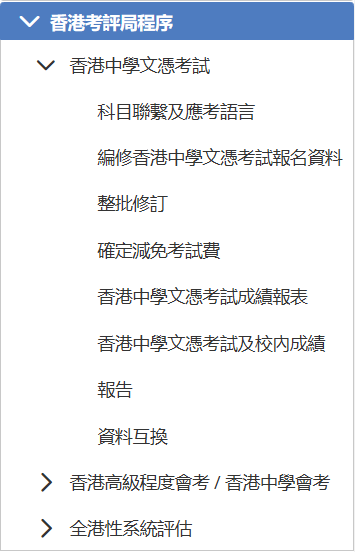 香港考評局程序
香港中學文憑考試
科目聯繫及應考語言
編修香港中學文憑考試報名資料
整批修訂
確定減免考試費
香港中學文憑考試成績報表
香港中學文憑考試及校內成績
報告
資料互換
香港高級程度會考 / 香港中學會考
全港性系統評估